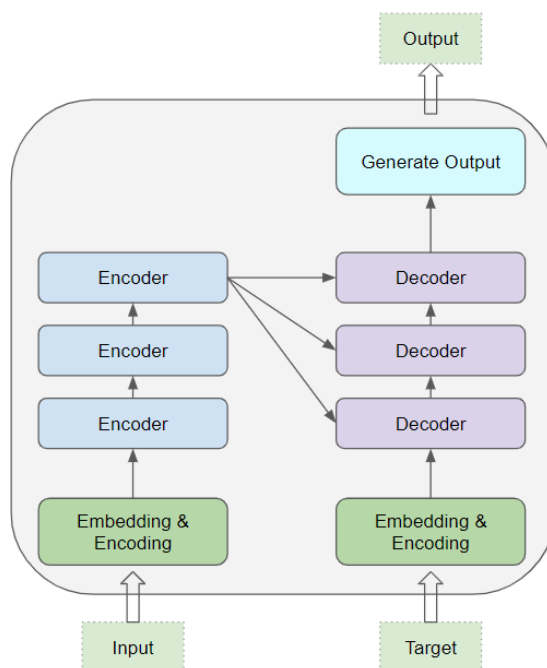 Output
Generate Output
Encoder
Decoder
Encoder
Decoder
Encoder
Decoder
Embedding &
Encoding
Embedding &
Encoding
Input
Target